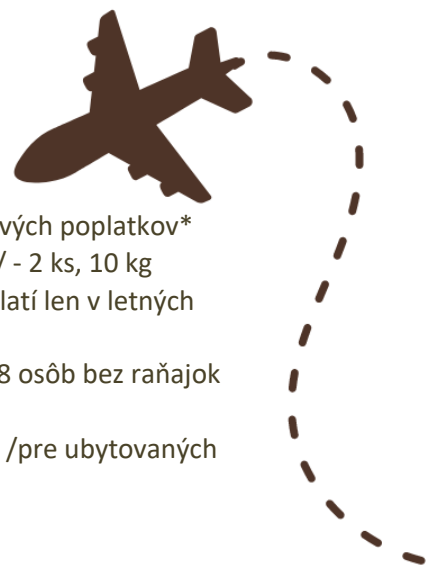 vých poplatkov*
/ - 2 ks, 10 kg
latí len v letných
8 osôb bez raňajok
/pre ubytovaných